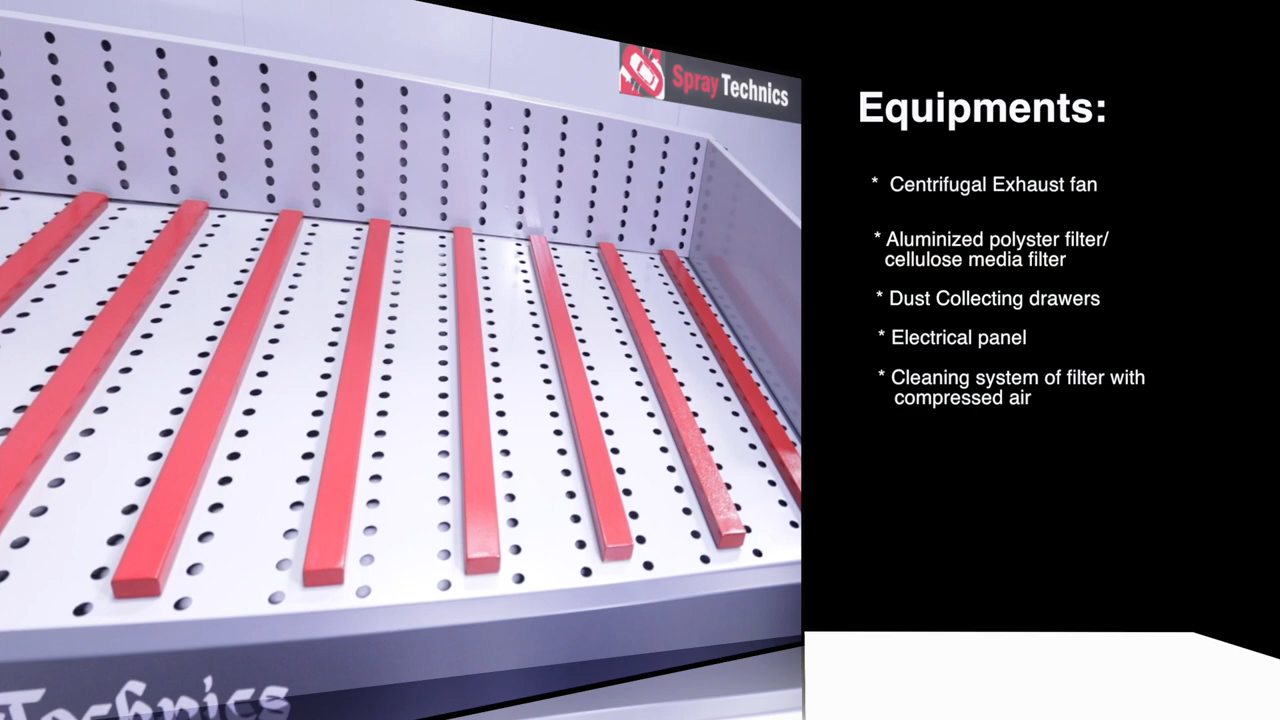 SprayTechnics
Equipments:
* Centrifugal Exhaust fan
* Aluminized polyster filter/
cellulose media filter
* Dust Collecting drawers
* Electrical panel
* Cleaning system of filter with
compressed air
Technics